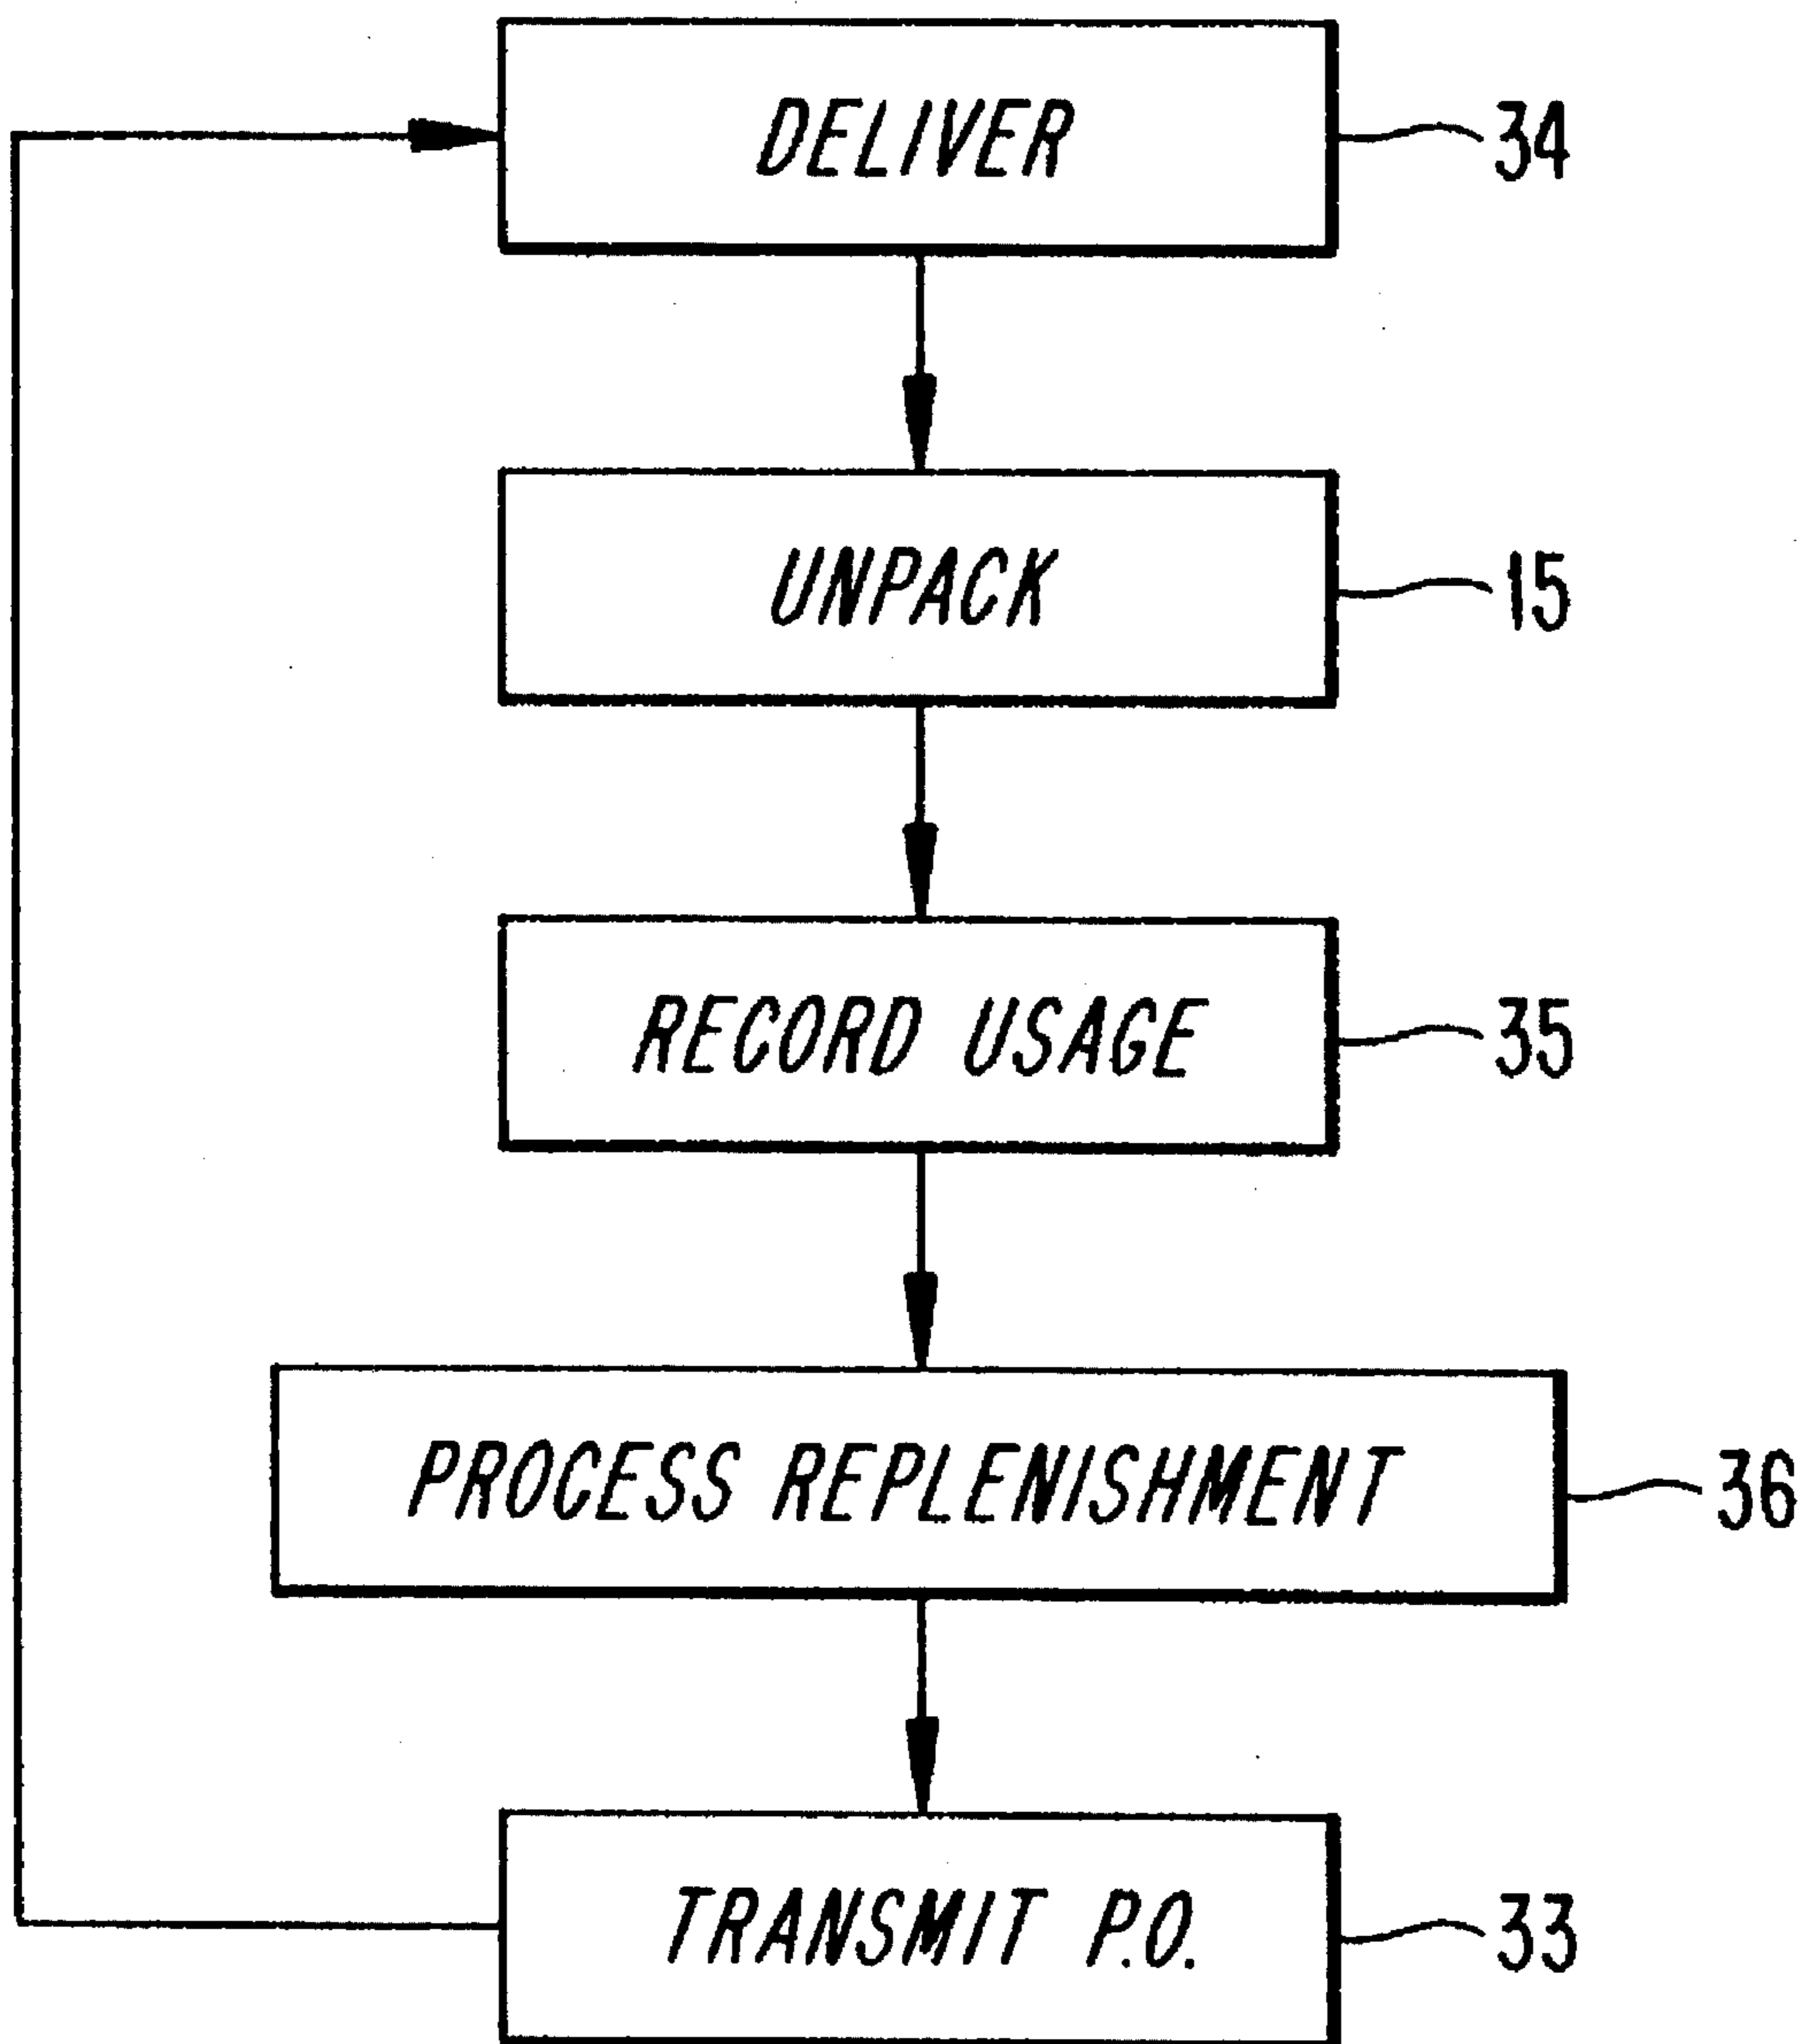 DELIVER 34
UNPACK 15
RECORD USAGE 35
PROCESS REPLENISHMENT 36
TRANSMIT P.O. 33